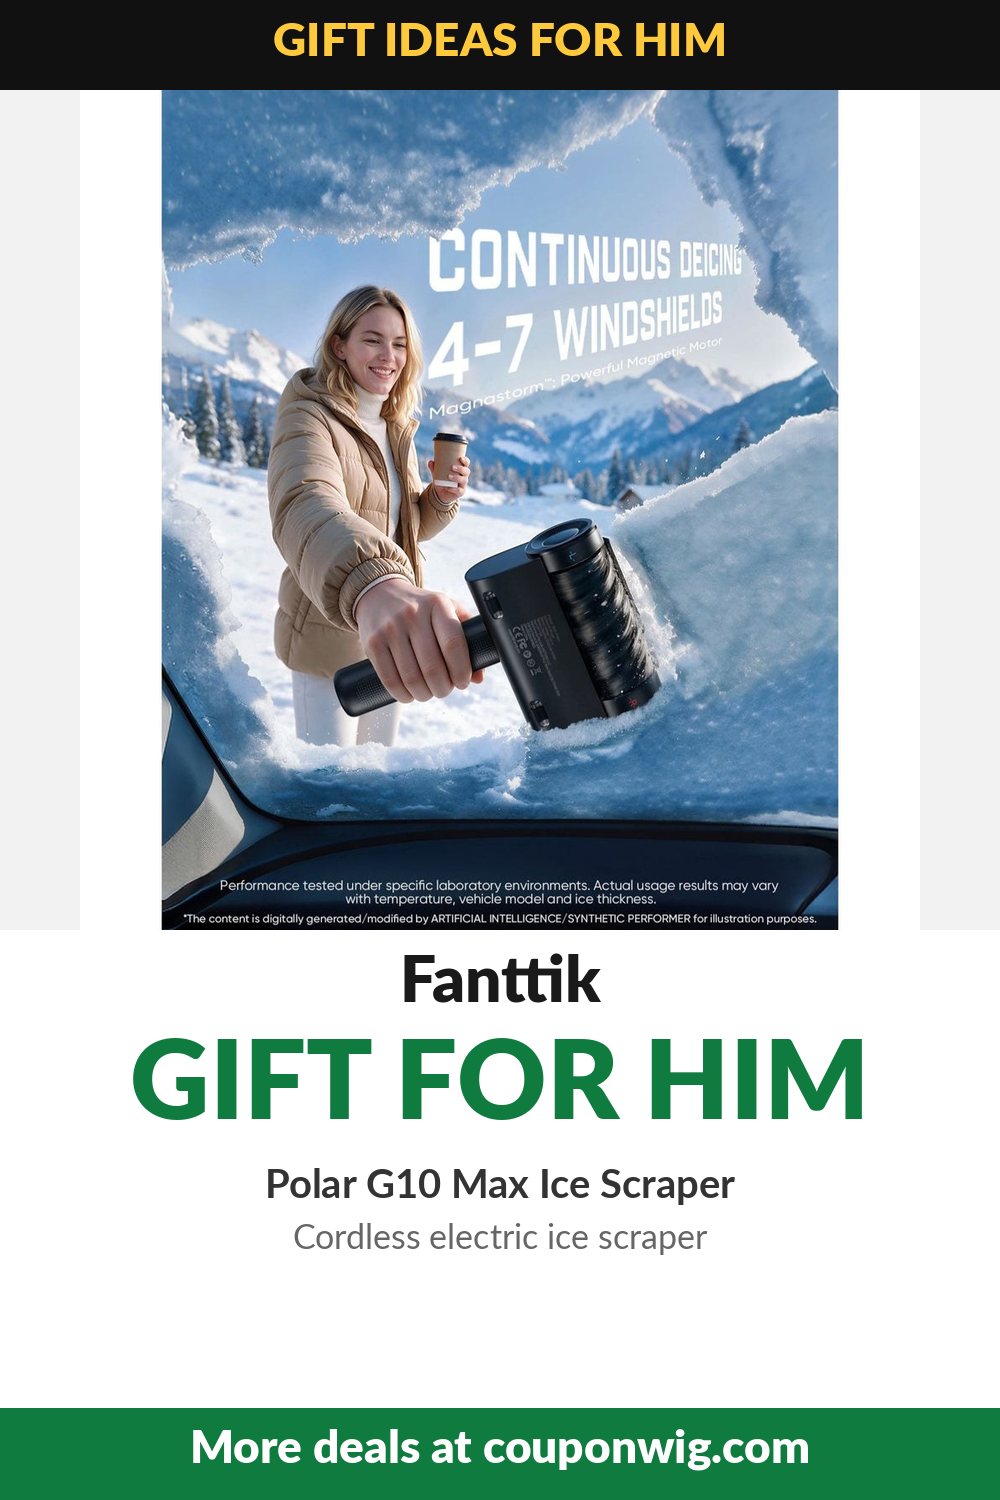 GIFT IDEAS FOR HIM
CONTINUOUS DEICING
4-7 WINDSHIELDS
Magnastorm™: Powerful Magnetic Motor
Performance tested under specific laboratory environments. Actual usage results may vary
with temperature, vehicle model and ice thickness.
*The content is digitally generated/modified by ARTIFICIAL INTELLIGENCE/SYNTHETIC PERFORMER for illustration purposes.
Fanttik
GIFT FOR HIM
Polar G10 Max Ice Scraper
Cordless electric ice scraper
More deals at couponwig.com